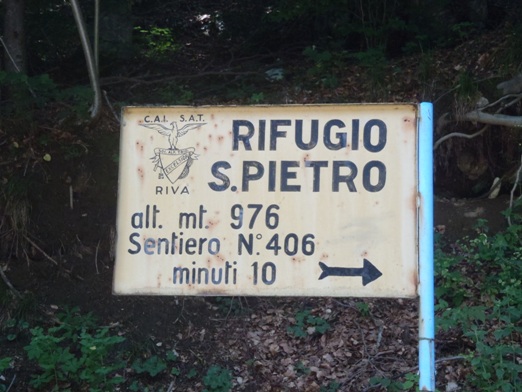 C.A.I. S.A.T.
RIVA
RIFUGIO
S.PIETRO
alt. mt. 976
Sentiero N.° 406
minuti 10